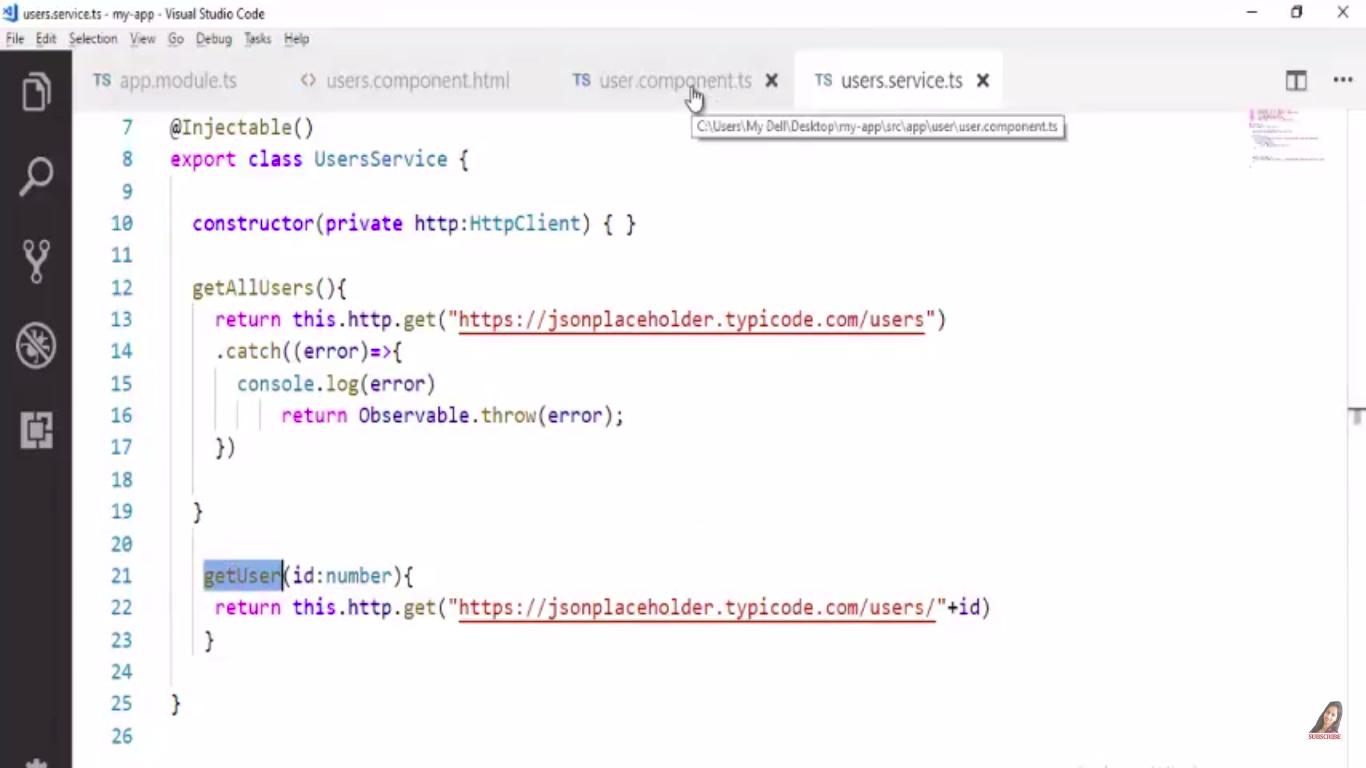 users.service.ts - my-app - Visual Studio Code
File Edit Selection View Go Debug Tasks Help
TS app.module.ts <> users.component.html TS user.component.ts × TS users.service.ts ×
C:\Users\My Dell\Desktop\my-app\src\app\user\user.component.ts
7 @Injectable()
8 export class UsersService {
9
10 constructor(private http:HttpClient) { }
11
12 getAllUsers(){
13 return this.http.get("https://jsonplaceholder.typicode.com/users")
14 .catch((error)=>{
15 console.log(error)
16 return Observable.throw(error);
17 })
18
19 }
20
21 getUser(id:number){
22 return this.http.get("https://jsonplaceholder.typicode.com/users/"+id)
23 }
24
25 }
26
SUBSCRIBE